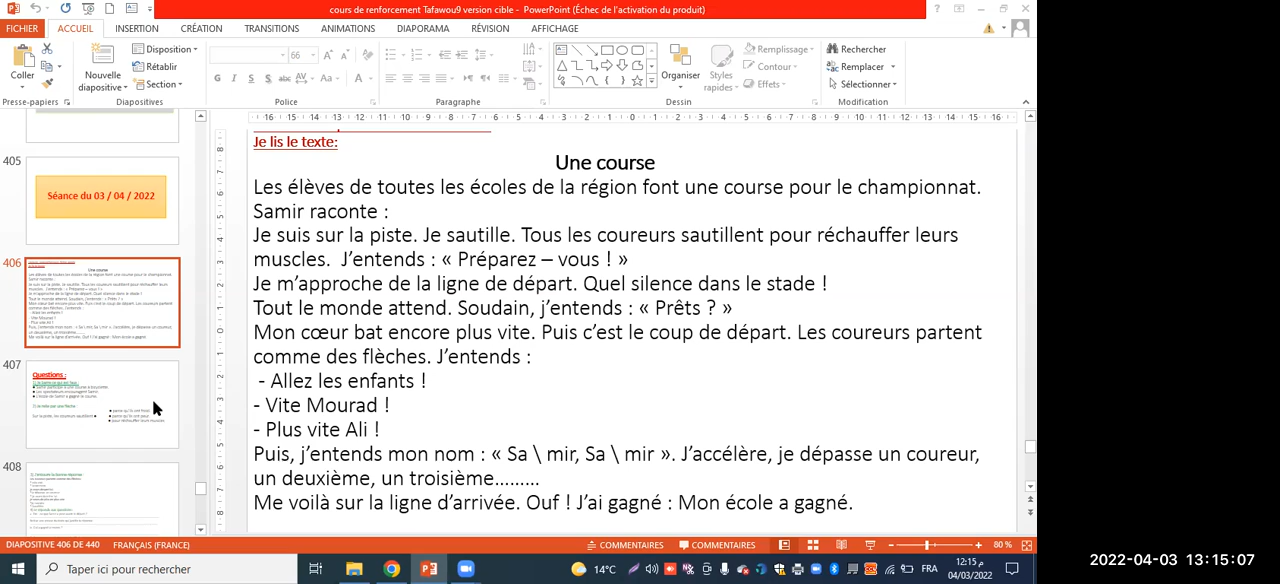 cours de renforcement Tafawou9 version cible - PowerPoint (Échec de l'activation du produit)
FICHIER ACCUEIL INSERTION CRÉATION TRANSITIONS ANIMATIONS DIAPORAMA RÉVISION AFFICHAGE
Coller
Presse-papiers
Nouvelle diapositive
Disposition
Rétablir
Section
Diapositives
66
G I S S abc AV Aa A
Police
Paragraphe
Organiser
Styles rapides
Remplissage
Contour
Effets
Dessin
Rechercher
Remplacer
Sélectionner
Modification
405
Séance du 03 / 04 / 2022
406
407
Questions :
408
Je lis le texte:
Une course
Les élèves de toutes les écoles de la région font une course pour le championnat.
Samir raconte :
Je suis sur la piste. Je sautille. Tous les coureurs sautillent pour réchauffer leurs
muscles. J'entends : « Préparez – vous ! »
Je m'approche de la ligne de départ. Quel silence dans le stade !
Tout le monde attend. Soudain, j'entends : « Prêts ? »
Mon cœur bat encore plus vite. Puis c'est le coup de départ. Les coureurs partent
comme des flèches. J'entends :
- Allez les enfants !
- Vite Mourad !
- Plus vite Ali !
Puis, j'entends mon nom : « Sa \ mir, Sa \ mir ». J'accélère, je dépasse un coureur,
un deuxième, un troisième.........
Me voilà sur la ligne d'arrivée. Ouf ! J'ai gagné : Mon école a gagné.
DIAPOSITIVE 406 DE 440 FRANÇAIS (FRANCE) COMMENTAIRES COMMENTAIRES 80 %
Taper ici pour rechercher
14°C
FRA
12:15 م
04/03/2022
2022-04-03 13:15:07